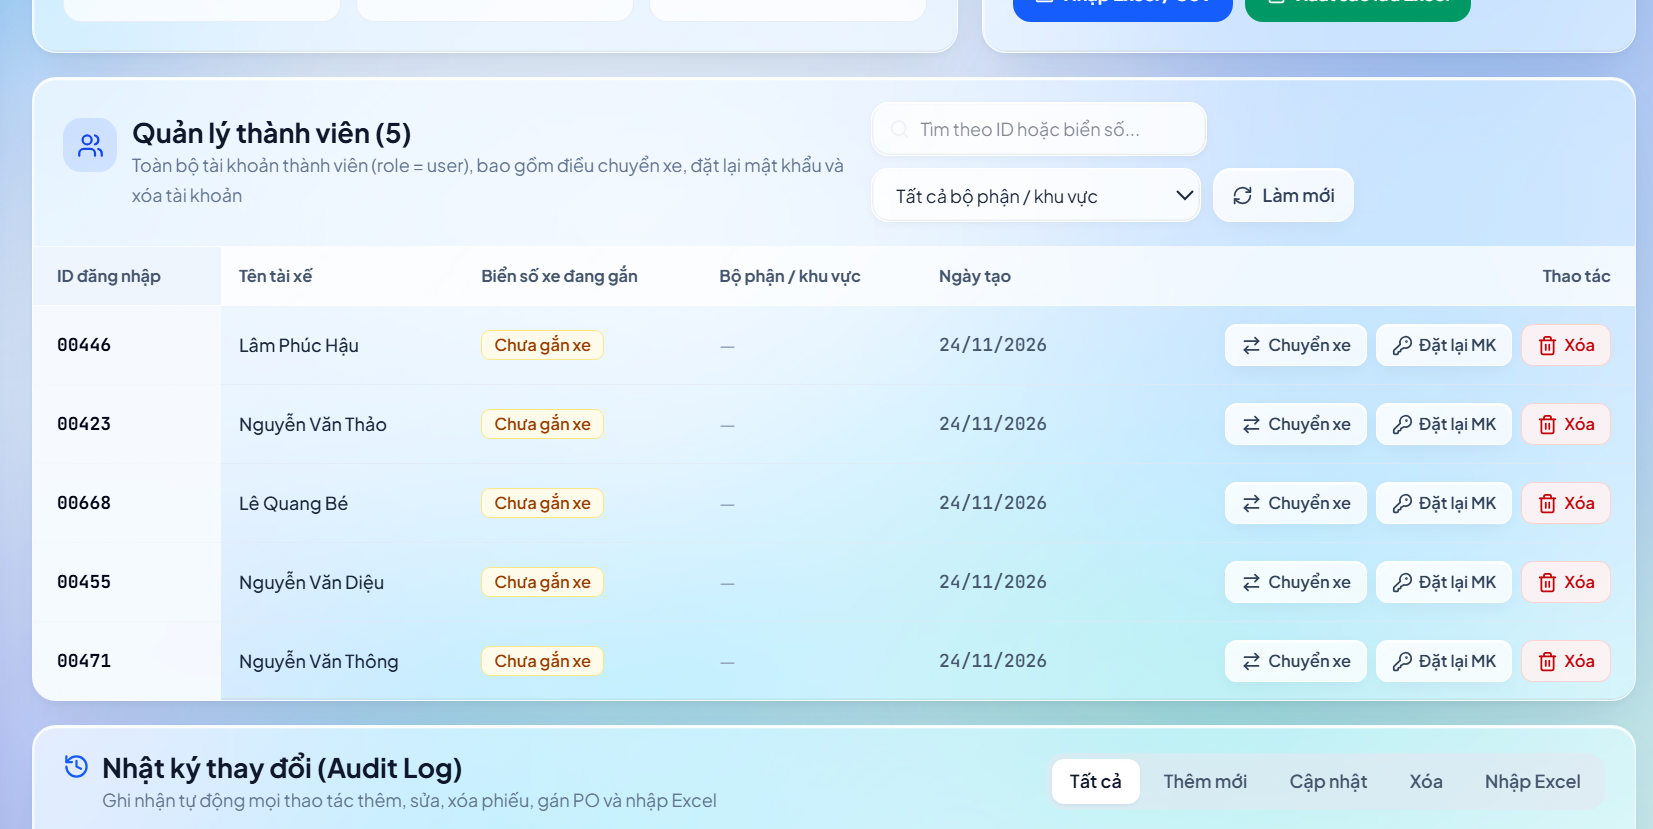 Quản lý thành viên (5)
Toàn bộ tài khoản thành viên (role = user), bao gồm điều chuyển xe, đặt lại mật khẩu và
xóa tài khoản
Tìm theo ID hoặc biển số...
Tất cả bộ phận / khu vực
Làm mới
ID đăng nhập Tên tài xế Biển số xe đang gắn Bộ phận / khu vực Ngày tạo Thao tác
00446 Lâm Phúc Hậu Chưa gắn xe — 24/11/2026 Chuyển xe Đặt lại MK Xóa
00423 Nguyễn Văn Thảo Chưa gắn xe — 24/11/2026 Chuyển xe Đặt lại MK Xóa
00668 Lê Quang Bé Chưa gắn xe — 24/11/2026 Chuyển xe Đặt lại MK Xóa
00455 Nguyễn Văn Diệu Chưa gắn xe — 24/11/2026 Chuyển xe Đặt lại MK Xóa
00471 Nguyễn Văn Thông Chưa gắn xe — 24/11/2026 Chuyển xe Đặt lại MK Xóa
Nhật ký thay đổi (Audit Log)
Ghi nhận tự động mọi thao tác thêm, sửa, xóa phiếu, gán PO và nhập Excel
Tất cả Thêm mới Cập nhật Xóa Nhập Excel